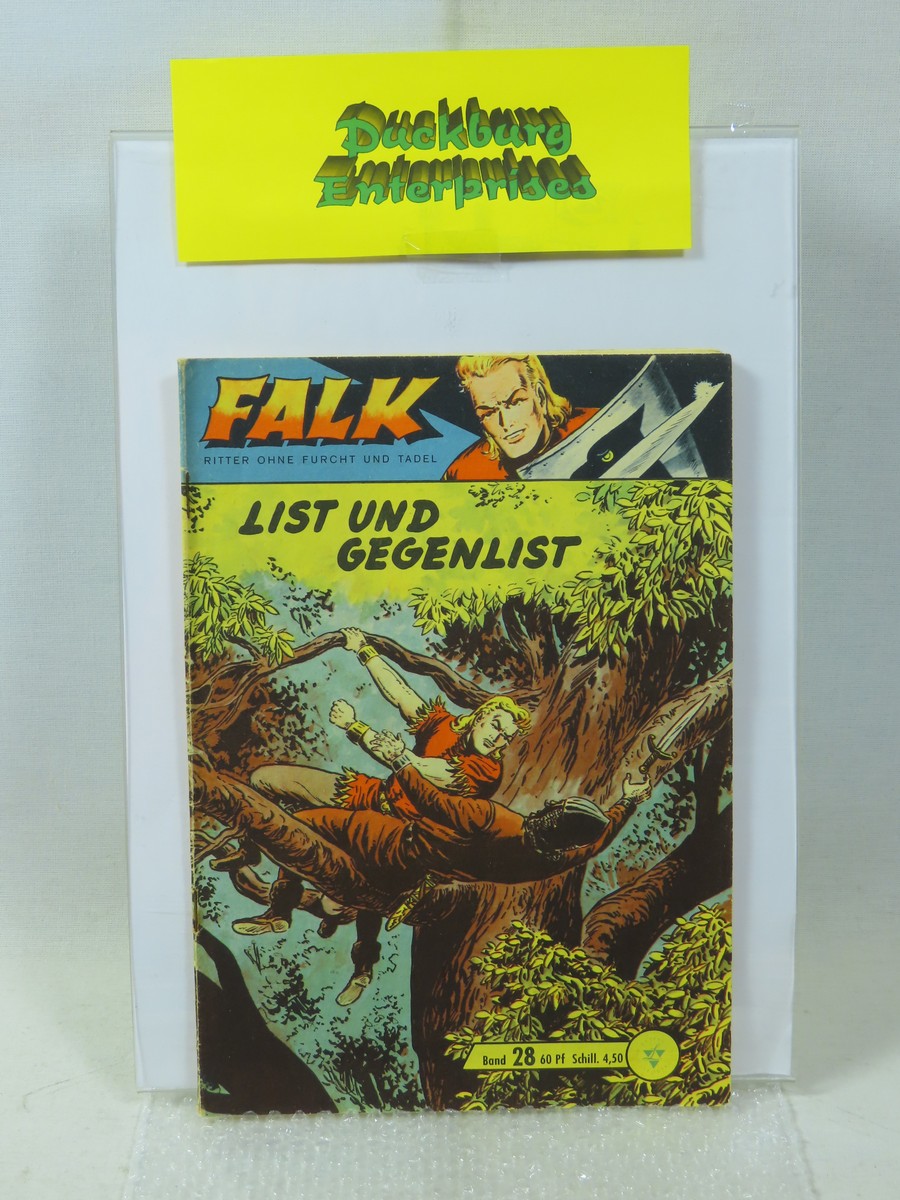 Duckburg
Enterprises
FALK
RITTER OHNE FURCHT UND TADEL
LIST UND
GEGENLIST
Band 28 60 Pf Schill. 4,50